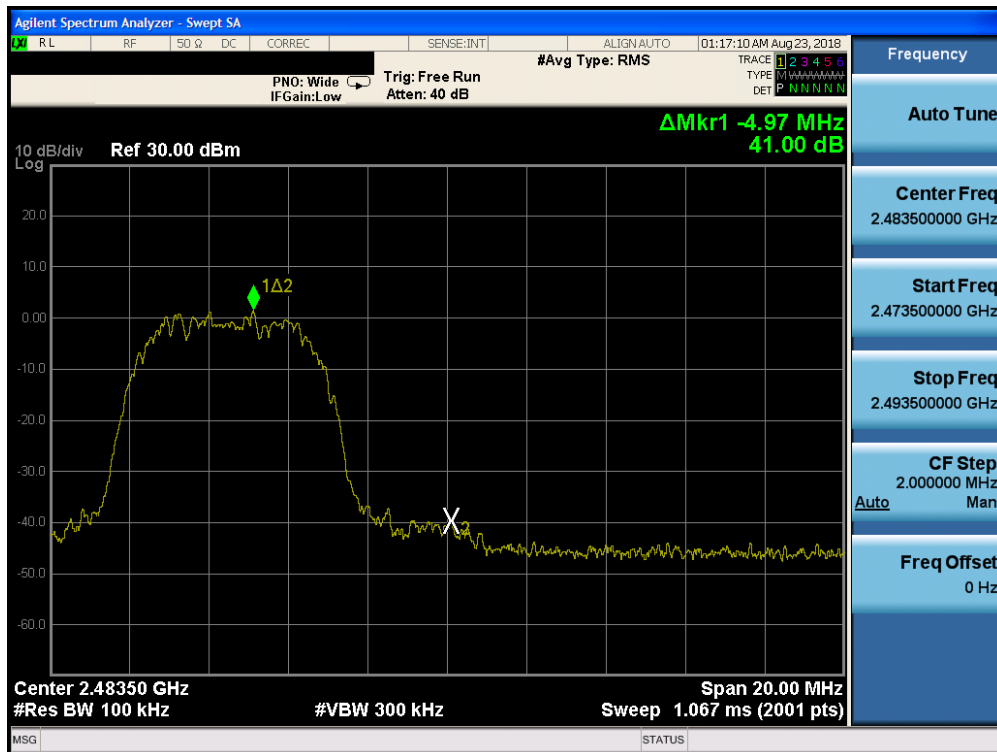 Agilent Spectrum Analyzer - Swept SA
LXI RL RF 50 Ω DC CORREC SENSE:INT ALIGN AUTO 01:17:10 AM Aug 23, 2018
#Avg Type: RMS TRACE 1 2 3 4 5 6
PNO: Wide Trig: Free Run TYPE M WWWWW
IFGain:Low Atten: 40 dB DET P N N N N N
ΔMkr1 -4.97 MHz
41.00 dB
10 dB/div Ref 30.00 dBm
Log
20.0
10.0
1Δ2
0.00
-10.0
-20.0
-30.0
-40.0
X2
-50.0
-60.0
Center 2.48350 GHz Span 20.00 MHz
#Res BW 100 kHz #VBW 300 kHz Sweep 1.067 ms (2001 pts)
MSG STATUS
Frequency
Auto Tune
Center Freq
2.483500000 GHz
Start Freq
2.473500000 GHz
Stop Freq
2.493500000 GHz
CF Step
2.000000 MHz
Auto Man
Freq Offset
0 Hz